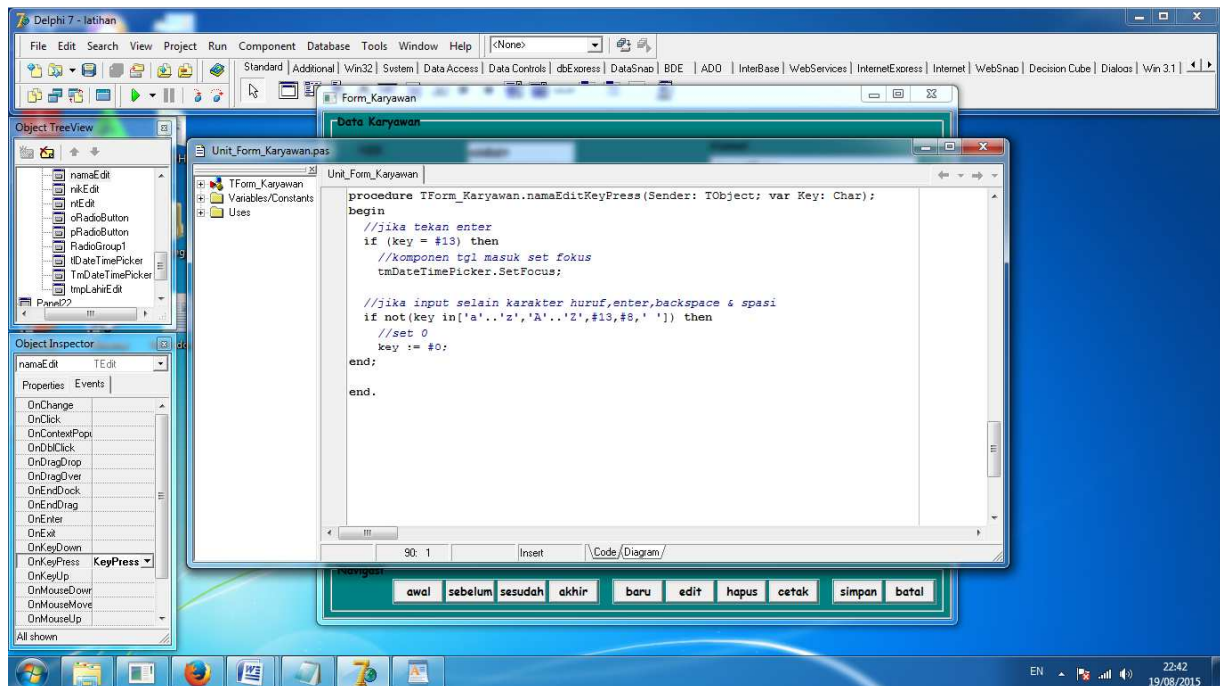 Delphi 7 - latihan
File Edit Search View Project Run Component Database Tools Window Help <None>
Standard Additional Win32 System Data Access Data Controls dbExpress DataSnap BDE ADO InterBase WebServices InternetExpress Internet WebSnap Decision Cube Dialogs Win 3.1
Form_Karyawan
Data Karyawan
Object TreeView
namaEdit
nikEdit
ntEdit
oRadioButton
pRadioButton
RadioGroup1
tlDateTimePicker
TmDateTimePicker
tmpLahirEdit
Panel22
Unit_Form_Karyawan.pas
TForm_Karyawan
Variables/Constants
Uses
Unit_Form_Karyawan
procedure TForm_Karyawan.namaEditKeyPress(Sender: TObject; var Key: Char);
begin
//jika tekan enter
if (key = #13) then
//komponen tgl masuk set fokus
tmDateTimePicker.SetFocus;
//jika input selain karakter huruf,enter,backspace & spasi
if not(key in['a'..'z','A'..'Z',#13,#8,' ']) then
//set 0
key := #0;
end;
end.
90: 1 Insert Code Diagram
Object Inspector
namaEdit TEdit
Properties Events
OnChange
OnClick
OnContextPopu
OnDblClick
OnDragDrop
OnDragOver
OnEndDock
OnEndDrag
OnEnter
OnExit
OnKeyDown
OnKeyPress KeyPress
OnKeyUp
OnMouseDown
OnMouseMove
OnMouseUp
All shown
Navigasi
awal sebelum sesudah akhir baru edit hapus cetak simpan batal
EN 22:42
19/08/2015